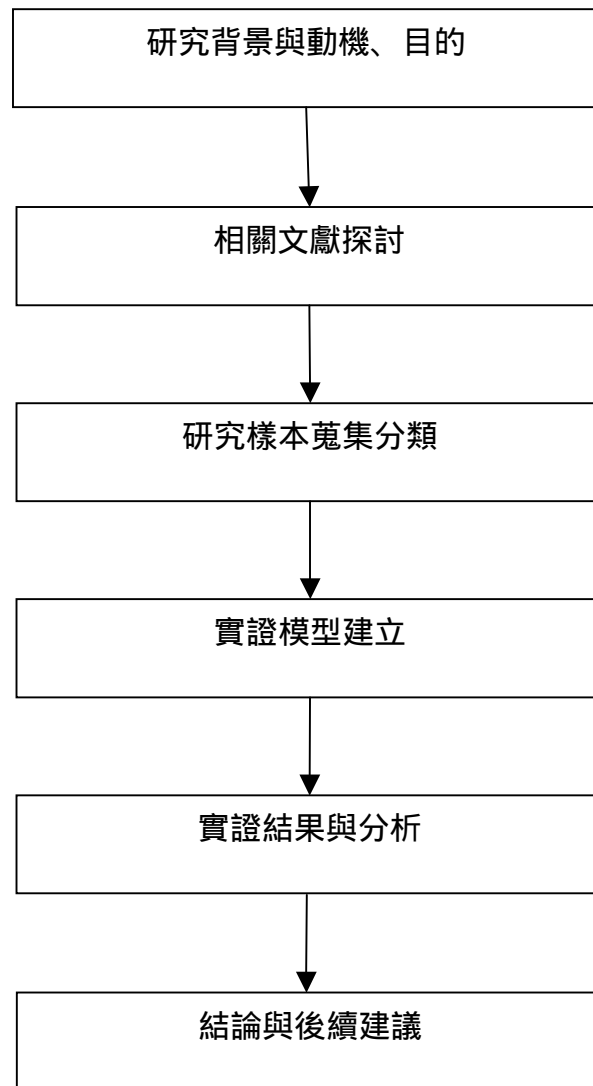 研究背景與動機、目的
相關文獻探討
研究樣本蒐集分類
實證模型建立
實證結果與分析
結論與後續建議